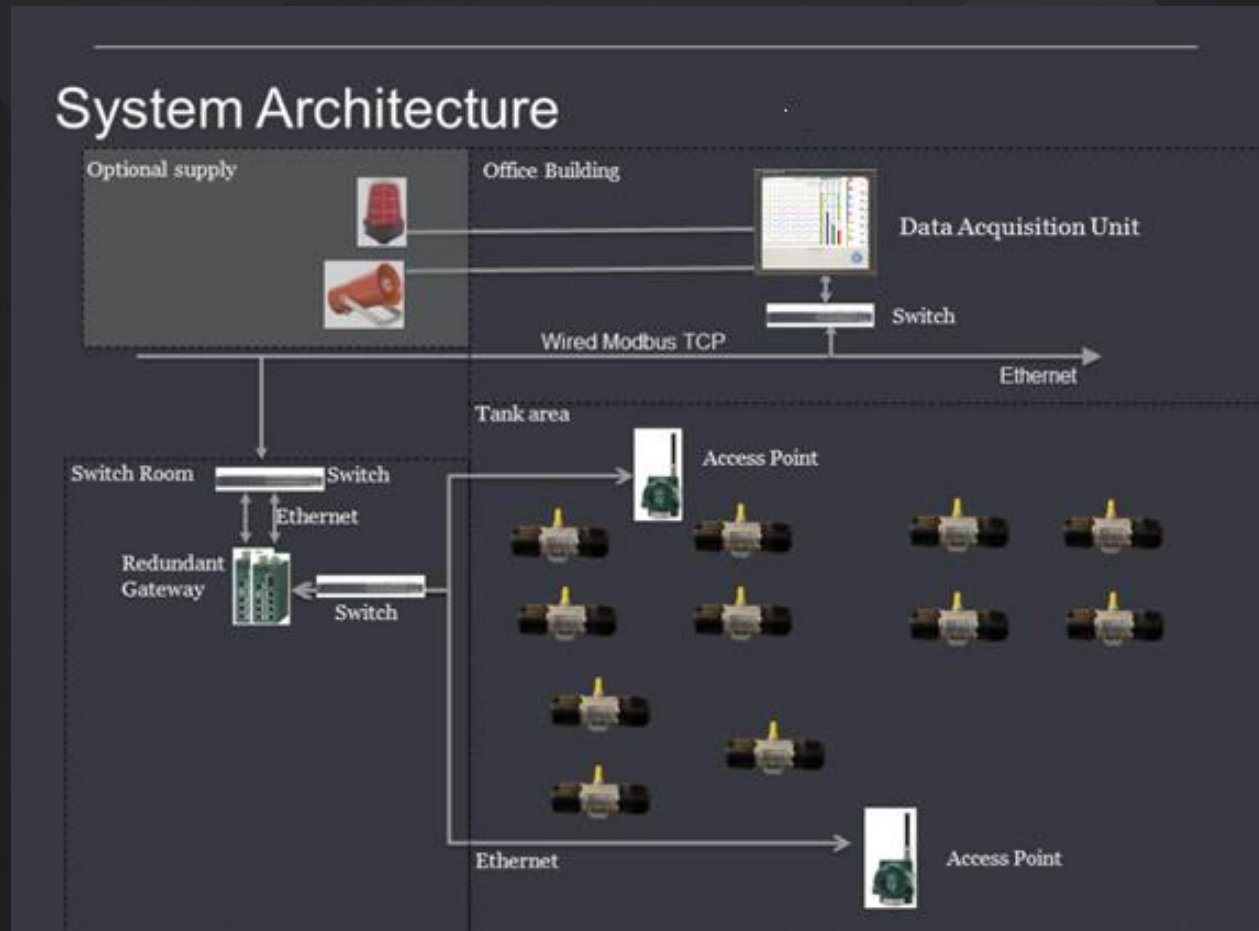 System Architecture
Optional supply
Office Building
Data Acquisition Unit
Switch
Wired Modbus TCP
Ethernet
Tank area
Access Point
Switch Room
Switch
Ethernet
Redundant
Gateway
Switch
Ethernet
Access Point